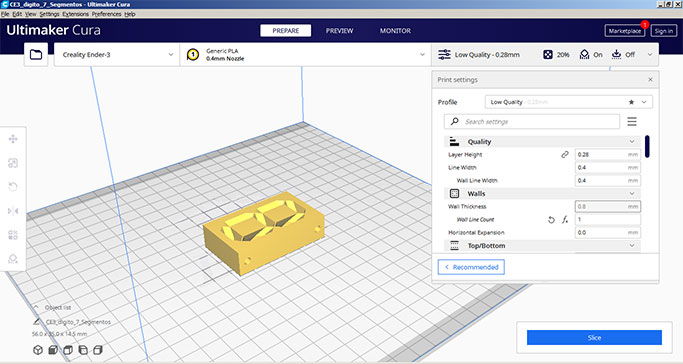 CE3_digito_7_Segmentos - Ultimaker Cura
File Edit View Settings Extensions Preferences Help
Ultimaker Cura PREPARE PREVIEW MONITOR Marketplace 1 Sign in
Creality Ender-3
Generic PLA
0.4mm Nozzle
1
Low Quality - 0.28mm 20% On Off
Print settings
Profile Low Quality - 0.28mm
Search settings
Quality
Layer Height 0.28 mm
Line Width 0.4 mm
Wall Line Width 0.4 mm
Walls
Wall Thickness 0.8 mm
Wall Line Count 1
Horizontal Expansion 0.0 mm
Top/Bottom
< Recommended
Object list
CE3_digito_7_Segmentos
56.0 x 35.0 x 14.5 mm
Slice